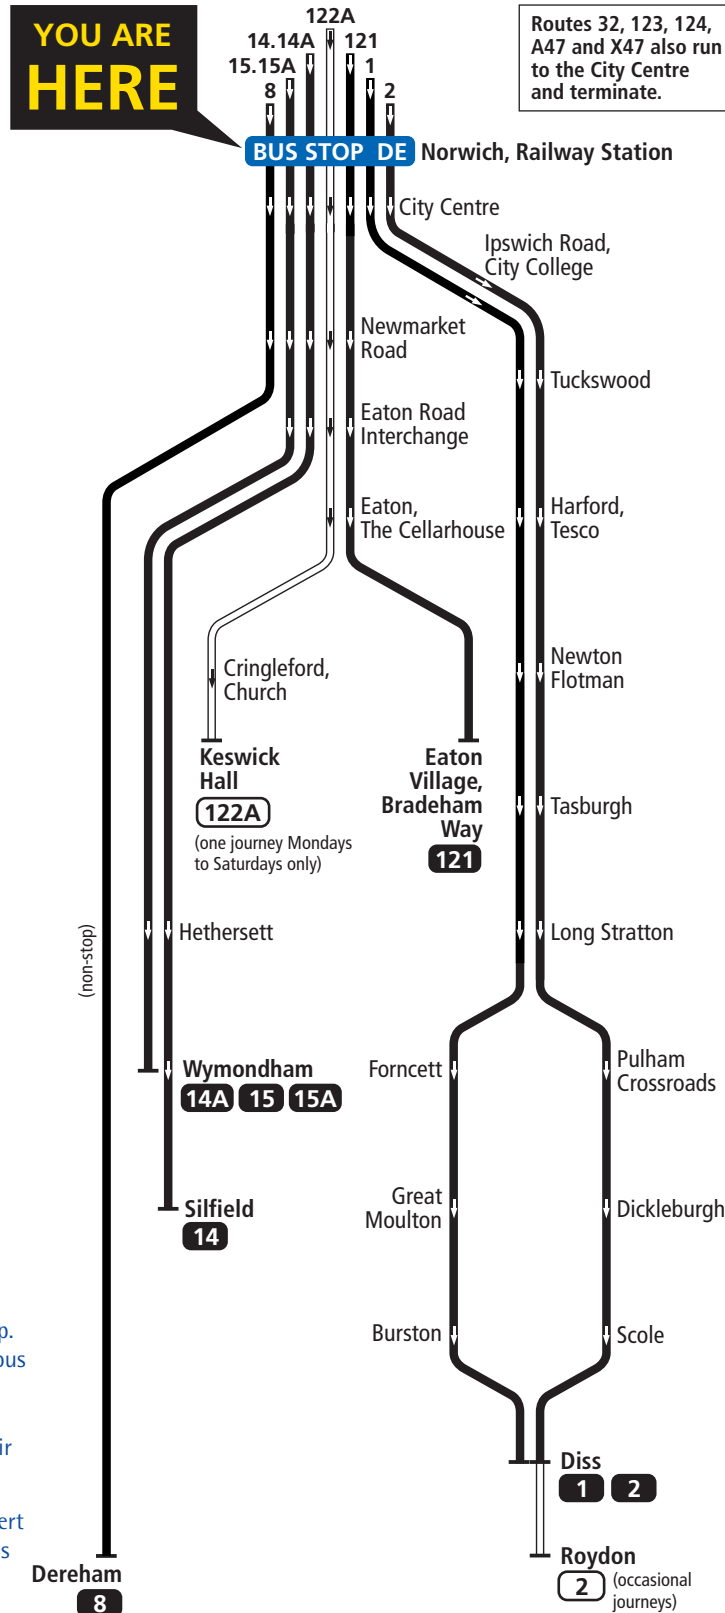 YOU ARE
HERE
122A
14.14A
121
15.15A
1
8
2
Routes 32, 123, 124,
A47 and X47 also run
to the City Centre
and terminate.
BUS STOP DE
Norwich, Railway Station
City Centre
Ipswich Road,
City College
Newmarket
Road
Tuckswood
Eaton Road
Interchange
Eaton,
The Cellarhouse
Harford,
Tesco
Cringleford,
Church
Newton
Flotman
Keswick
Hall
122A
(one journey Mondays
to Saturdays only)
Eaton
Village,
Bradeham
Way
121
Tasburgh
(non-stop)
Hethersett
Long Stratton
Wymondham
14A 15 15A
Forncett
Pulham
Crossroads
Silfield
14
Great
Moulton
Dickleburgh
Burston
Scole
p.
bus
ir
ert
s
Diss
1 2
Dereham
8
Roydon
2 (occasional
journeys)